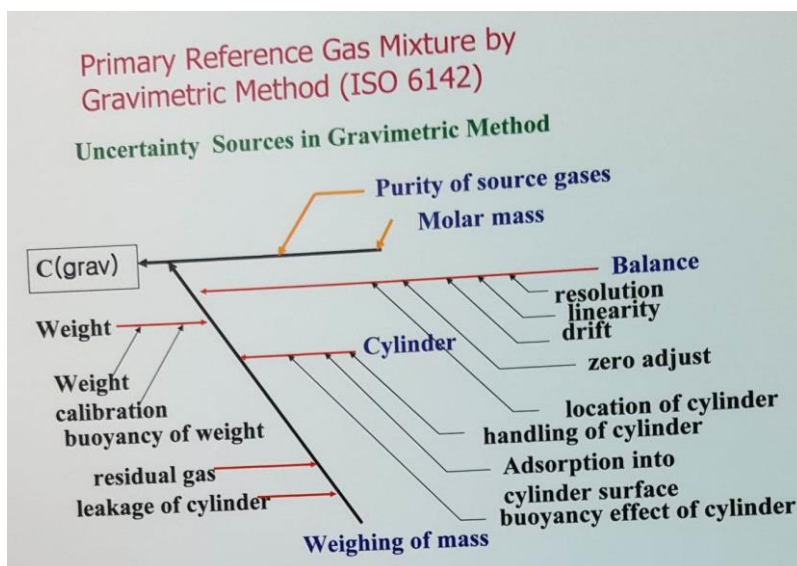 Primary Reference Gas Mixture by
Gravimetric Method (ISO 6142)
Uncertainty Sources in Gravimetric Method
Purity of source gases
Molar mass
C(grav)
Balance
resolution
linearity
drift
zero adjust
location of cylinder
Weight
Weight
calibration
buoyancy of weight
Cylinder
handling of cylinder
Adsorption into
cylinder surface
buoyancy effect of cylinder
residual gas
leakage of cylinder
Weighing of mass